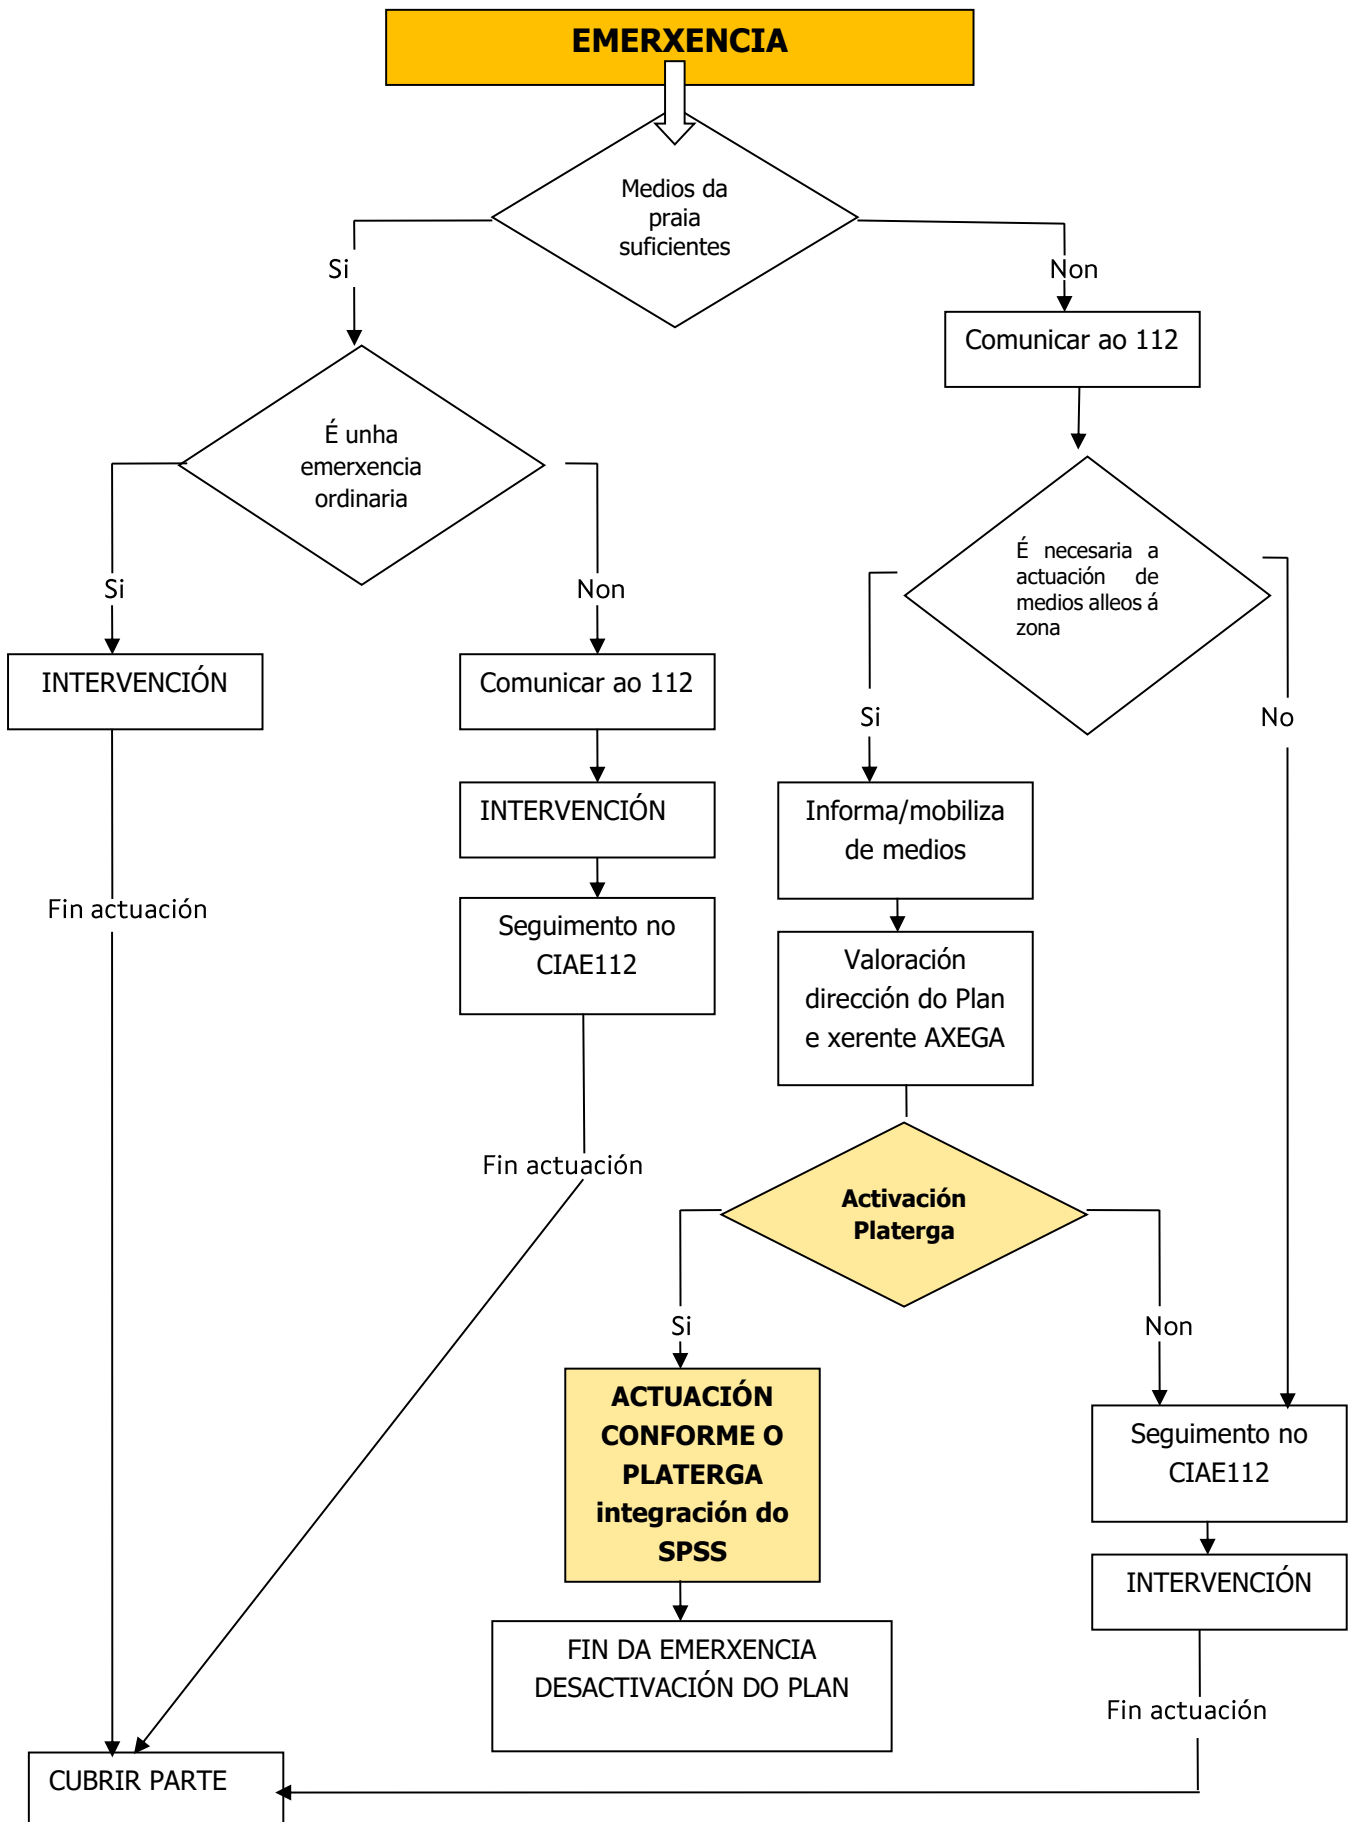 EMERXENCIA
Medios da
praia
suficientes
Si
Non
Comunicar ao 112
É unha
emerxencia
ordinaria
É necesaria a
actuación de
medios alleos á
zona
Si
Non
INTERVENCIÓN
Comunicar ao 112
Si
No
INTERVENCIÓN
Informa/mobiliza
de medios
Fin actuación
Seguimento no
CIAE112
Valoración
dirección do Plan
e xerente AXEGA
Fin actuación
Activación
Platerga
Si
Non
ACTUACIÓN
CONFORME O
PLATERGA
integración do
SPSS
Seguimento no
CIAE112
INTERVENCIÓN
FIN DA EMERXENCIA
DESACTIVACIÓN DO PLAN
Fin actuación
CUBRIR PARTE